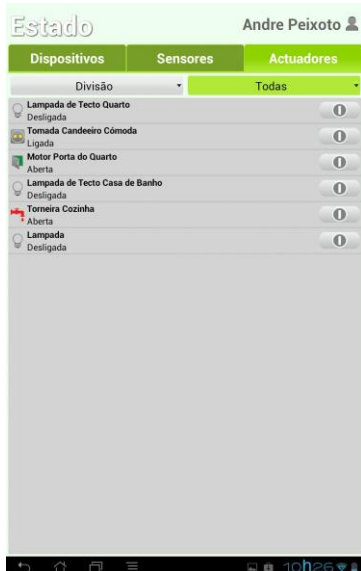 Estado
Andre Peixoto
Dispositivos
Sensores
Actuadores
Divisão
Todas
Lampada de Tecto Quarto
Desligada
Tomada Candeeiro Cómoda
Ligada
Motor Porta do Quarto
Aberta
Lampada de Tecto Casa de Banho
Desligada
Torneira Cozinha
Aberta
Lampada
Desligada
10h26